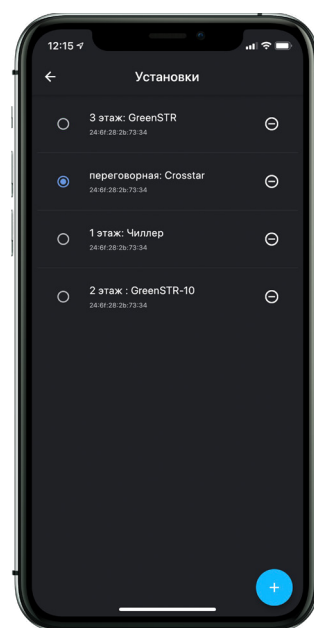 12:15
Установки
3 этаж: GreenSTR
24:6f:28:2b:73:34
переговорная: Crosstar
24:6f:28:2b:73:34
1 этаж: Чиллер
24:6f:28:2b:73:34
2 этаж : GreenSTR-10
24:6f:28:2b:73:34